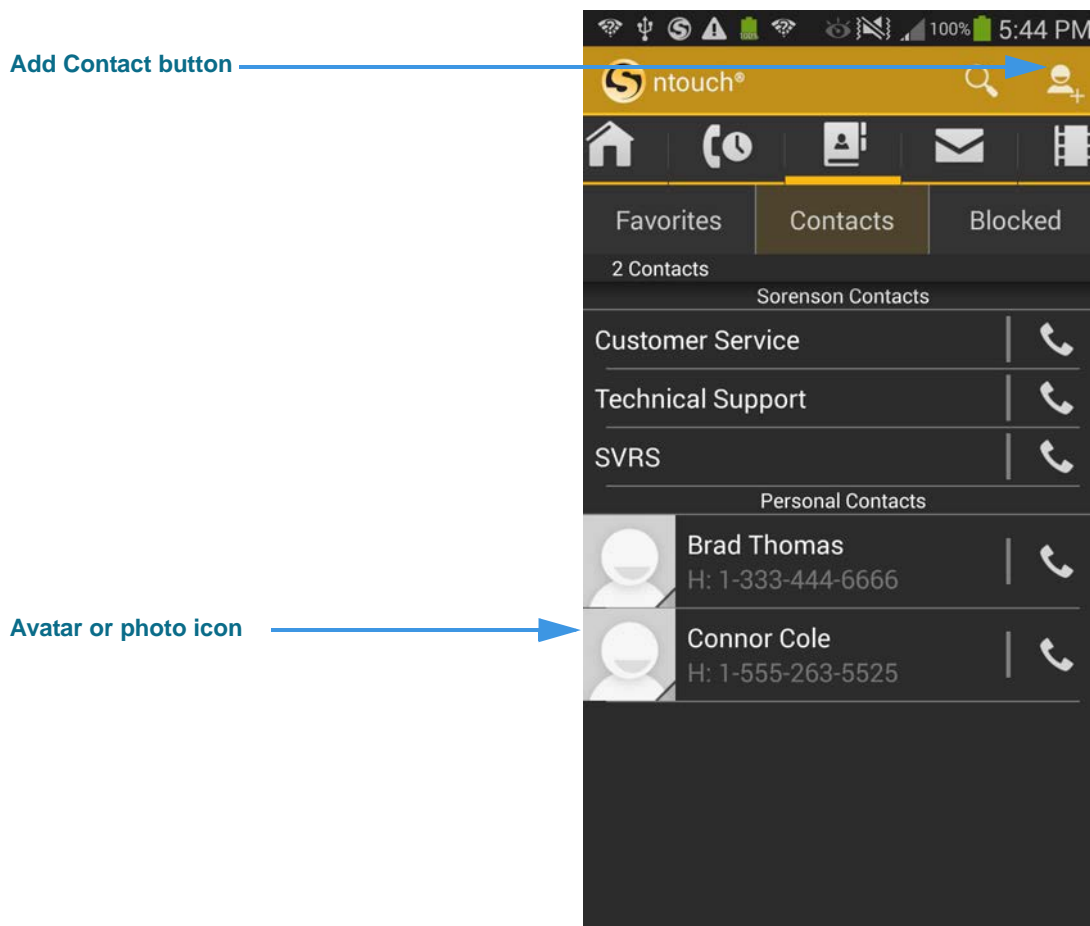 100% 5:44 PM
Add Contact button
ntouch®
Favorites Contacts Blocked
2 Contacts
Sorenson Contacts
Customer Service
Technical Support
SVRS
Personal Contacts
Brad Thomas
H: 1-333-444-6666
Avatar or photo icon
Connor Cole
H: 1-555-263-5525